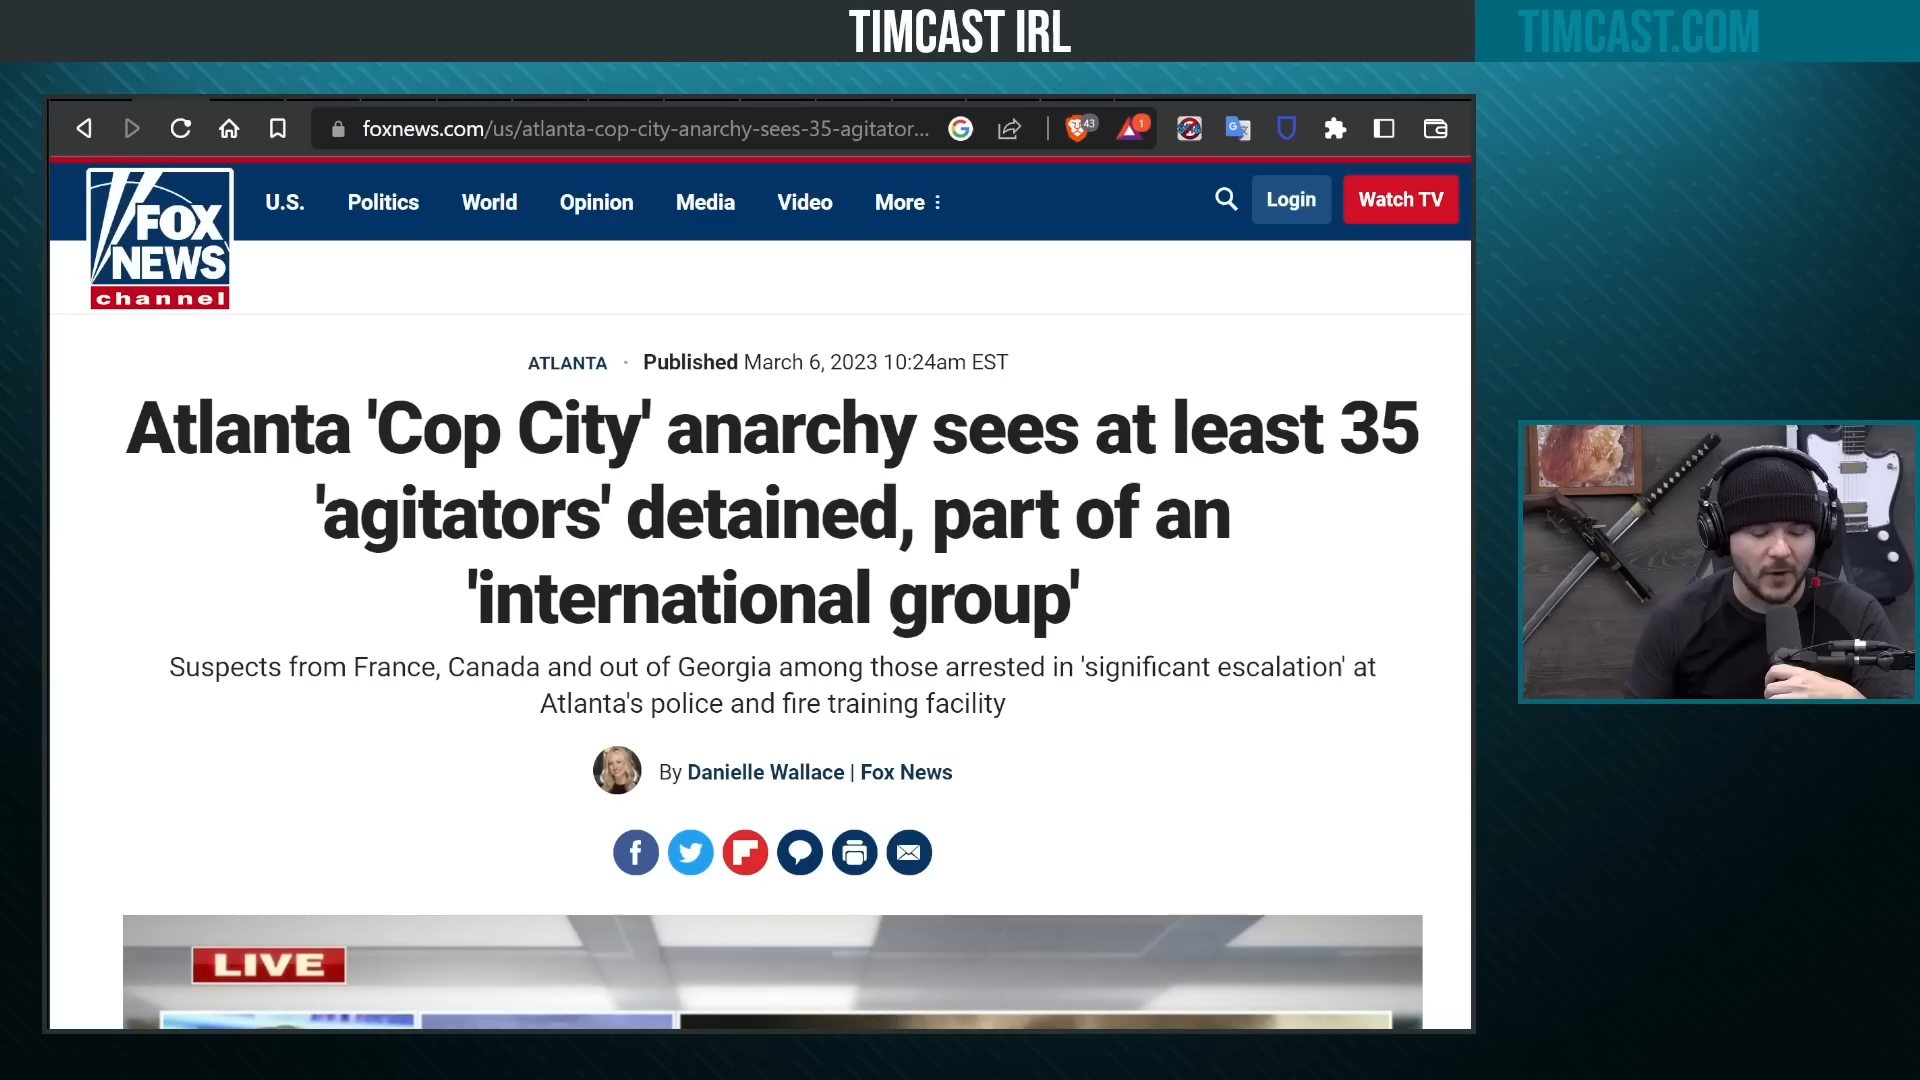 TIMCAST IRL
TIMCAST.COM
foxnews.com/us/atlanta-cop-city-anarchy-sees-35-agitator...
43
1
FOX
NEWS
channel
U.S.
Politics
World
Opinion
Media
Video
More
Login
Watch TV
ATLANTA · Published March 6, 2023 10:24am EST
Atlanta 'Cop City' anarchy sees at least 35
'agitators' detained, part of an
'international group'
Suspects from France, Canada and out of Georgia among those arrested in 'significant escalation' at
Atlanta's police and fire training facility
By Danielle Wallace | Fox News
LIVE